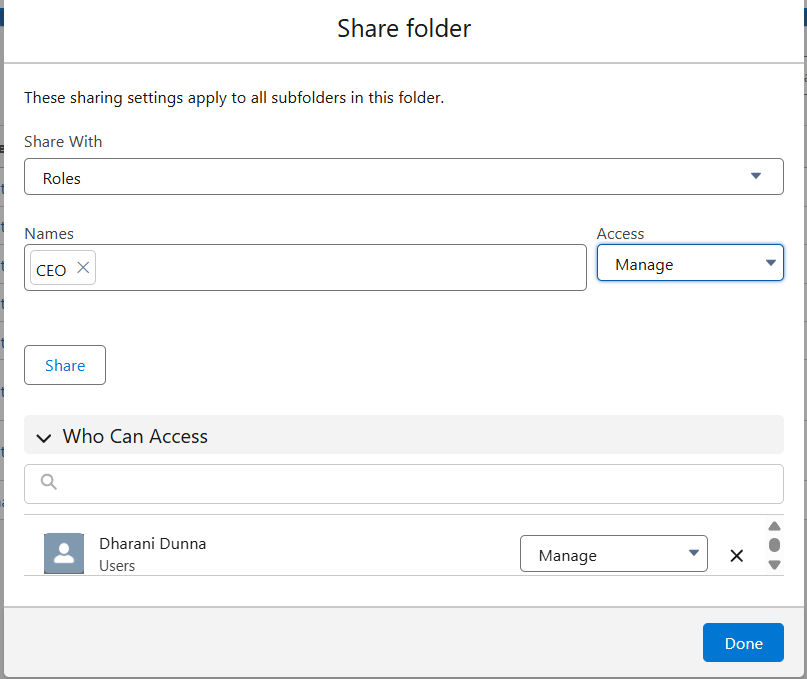 Share folder
These sharing settings apply to all subfolders in this folder.
Share With
Roles
Names
Access
CEO
Manage
Share
Who Can Access
Dharani Dunna
Users
Manage
Done